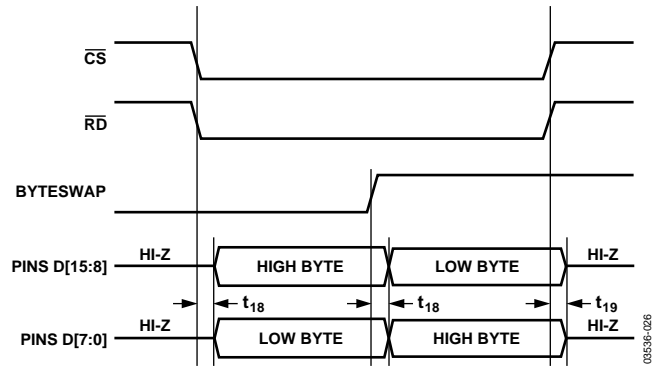 CS
RD
BYTESWAP
PINS D[15:8] HI-Z HIGH BYTE LOW BYTE HI-Z
t18 t18 t19
PINS D[7:0] HI-Z LOW BYTE HIGH BYTE HI-Z
03536-026